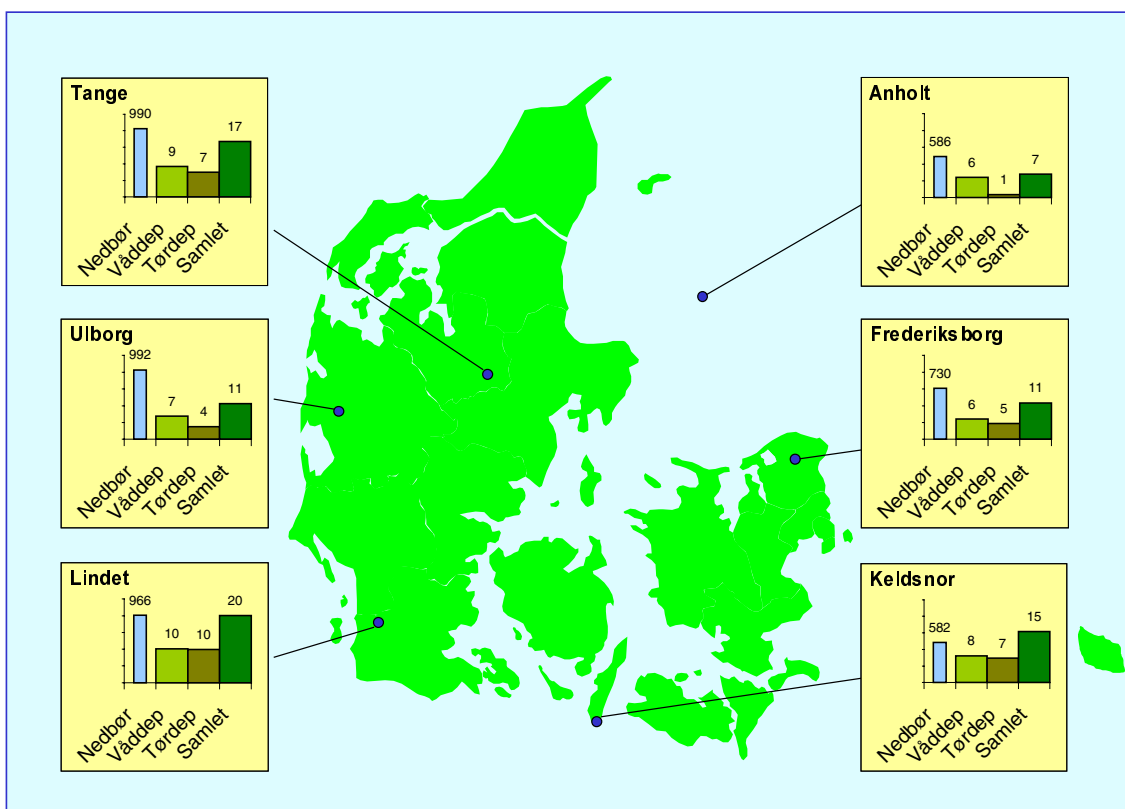 Tange
990
9
7
17
Nedbør
Våddep
Tørdep
Samlet
Ulborg
992
7
4
11
Nedbør
Våddep
Tørdep
Samlet
Lindet
966
10
10
20
Nedbør
Våddep
Tørdep
Samlet
Anholt
586
6
1
7
Nedbør
Våddep
Tørdep
Samlet
Frederiksborg
730
6
5
11
Nedbør
Våddep
Tørdep
Samlet
Keldsnor
582
8
7
15
Nedbør
Våddep
Tørdep
Samlet